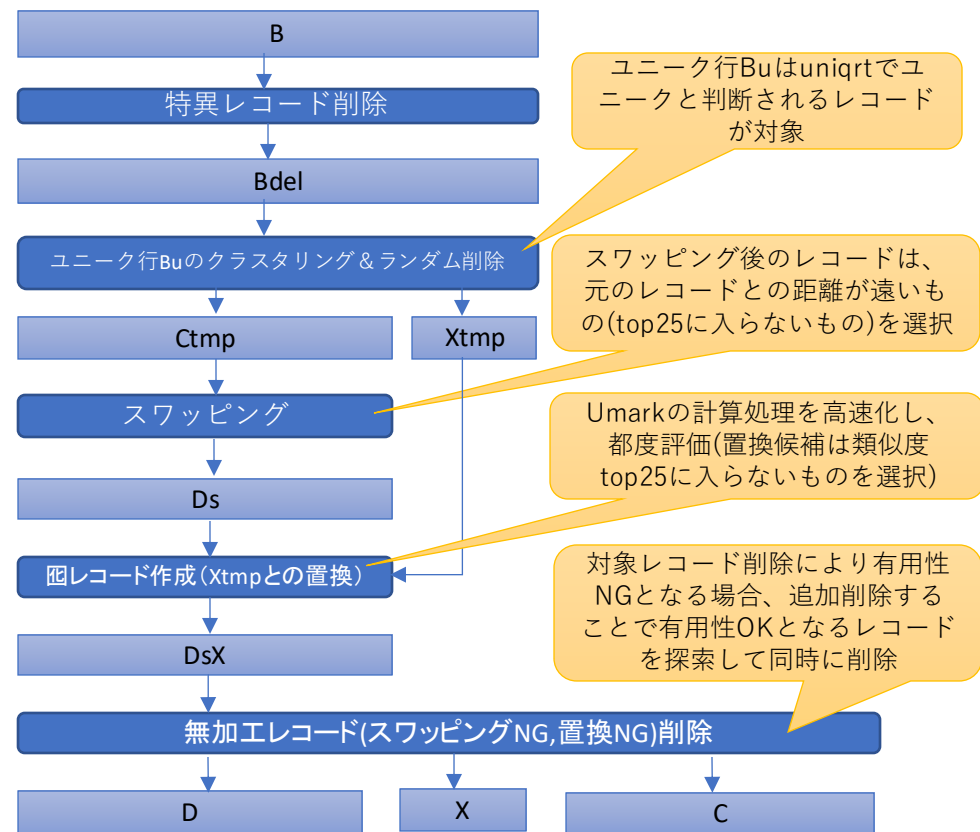 B
特異レコード削除
Bdel
ユニーク行Buのクラスタリング＆ランダム削除
Ctmp
Xtmp
スワッピング
Ds
囮レコード作成(Xtmpとの置換)
DsX
無加工レコード(スワッピングNG,置換NG)削除
D
X
C
ユニーク行Buはuniqrtでユ
ニークと判断されるレコード
が対象
スワッピング後のレコードは、
元のレコードとの距離が遠いも
の(top25に入らないもの)を選択
Umarkの計算処理を高速化し、
都度評価(置換候補は類似度
top25に入らないものを選択)
対象レコード削除により有用性
NGとなる場合、追加削除する
ことで有用性OKとなるレコード
を探索して同時に削除